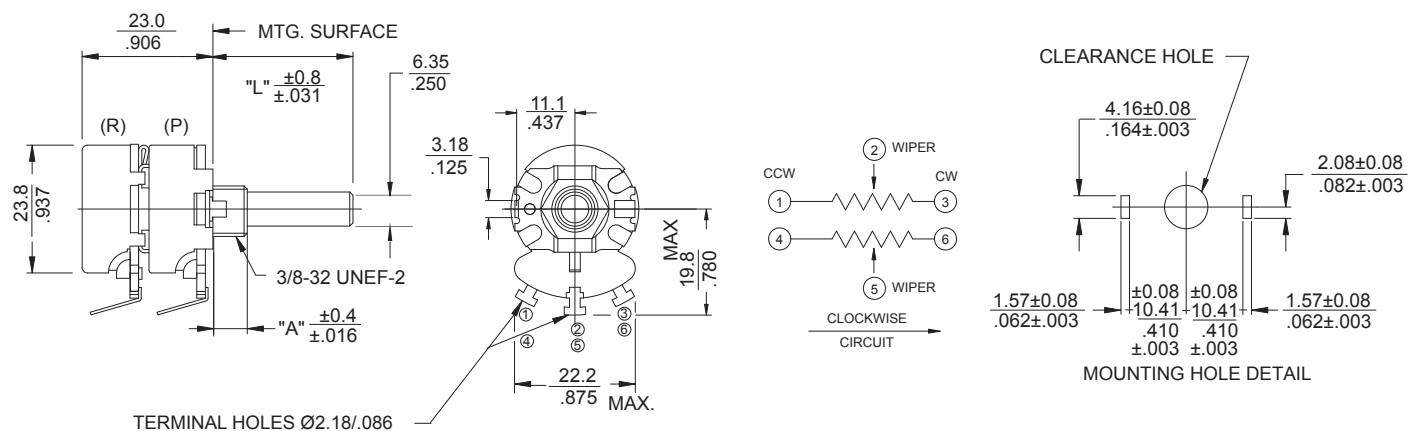 23.0
.906
MTG. SURFACE
"L" ±0.8
±.031
6.35
.250
(R) (P)
23.8
.937
3/8-32 UNEF-2
"A" ±0.4
±.016
11.1
.437
3.18
.125
MAX
19.8
.780
① ② ③
④ ⑤ ⑥
22.2
.875
MAX.
TERMINAL HOLES Ø2.18/.086
② WIPER
CCW CW
① ③
④ ⑥
⑤ WIPER
CLOCKWISE
CIRCUIT
CLEARANCE HOLE
4.16±0.08
.164±.003
2.08±0.08
.082±.003
1.57±0.08
.062±.003
±0.08
10.41
.410
±.003
±0.08
10.41
.410
±.003
1.57±0.08
.062±.003
MOUNTING HOLE DETAIL